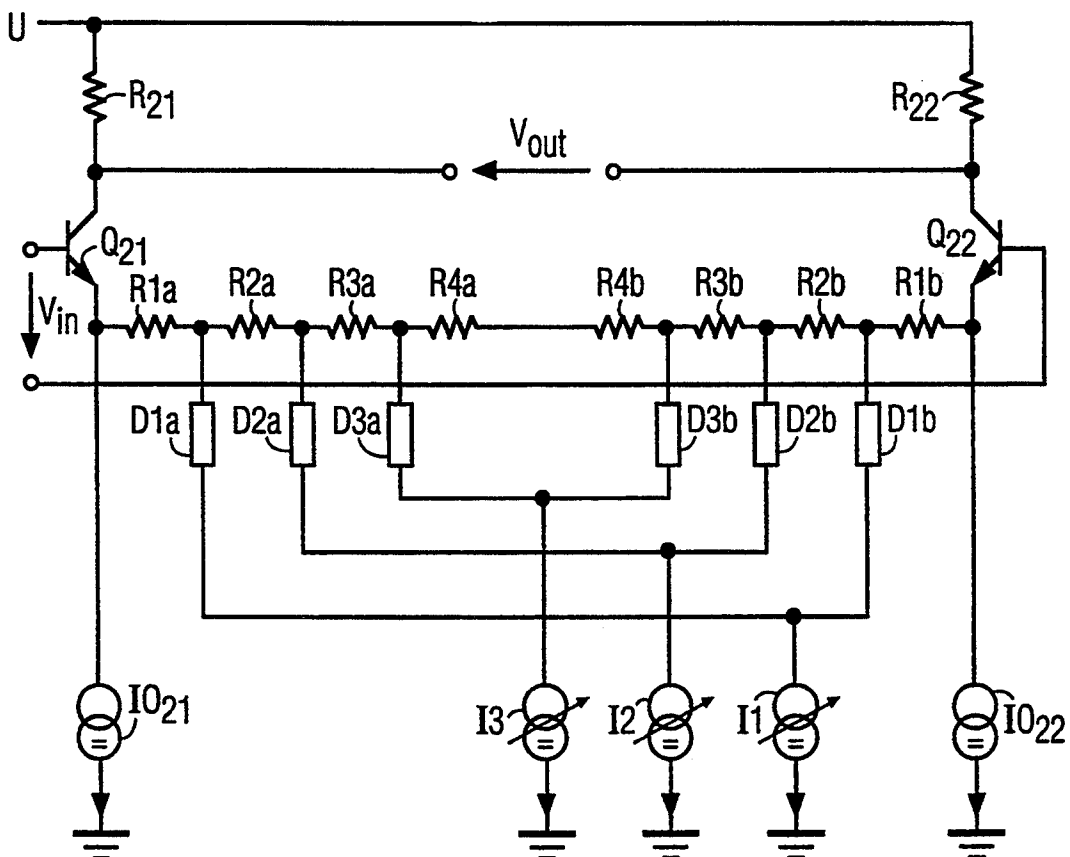 U
R21
R22
Vout
Q21
Q22
Vin
R1a R2a R3a R4a R4b R3b R2b R1b
D1a D2a D3a D3b D2b D1b
IO21 I3 I2 I1 IO22
= = = = =